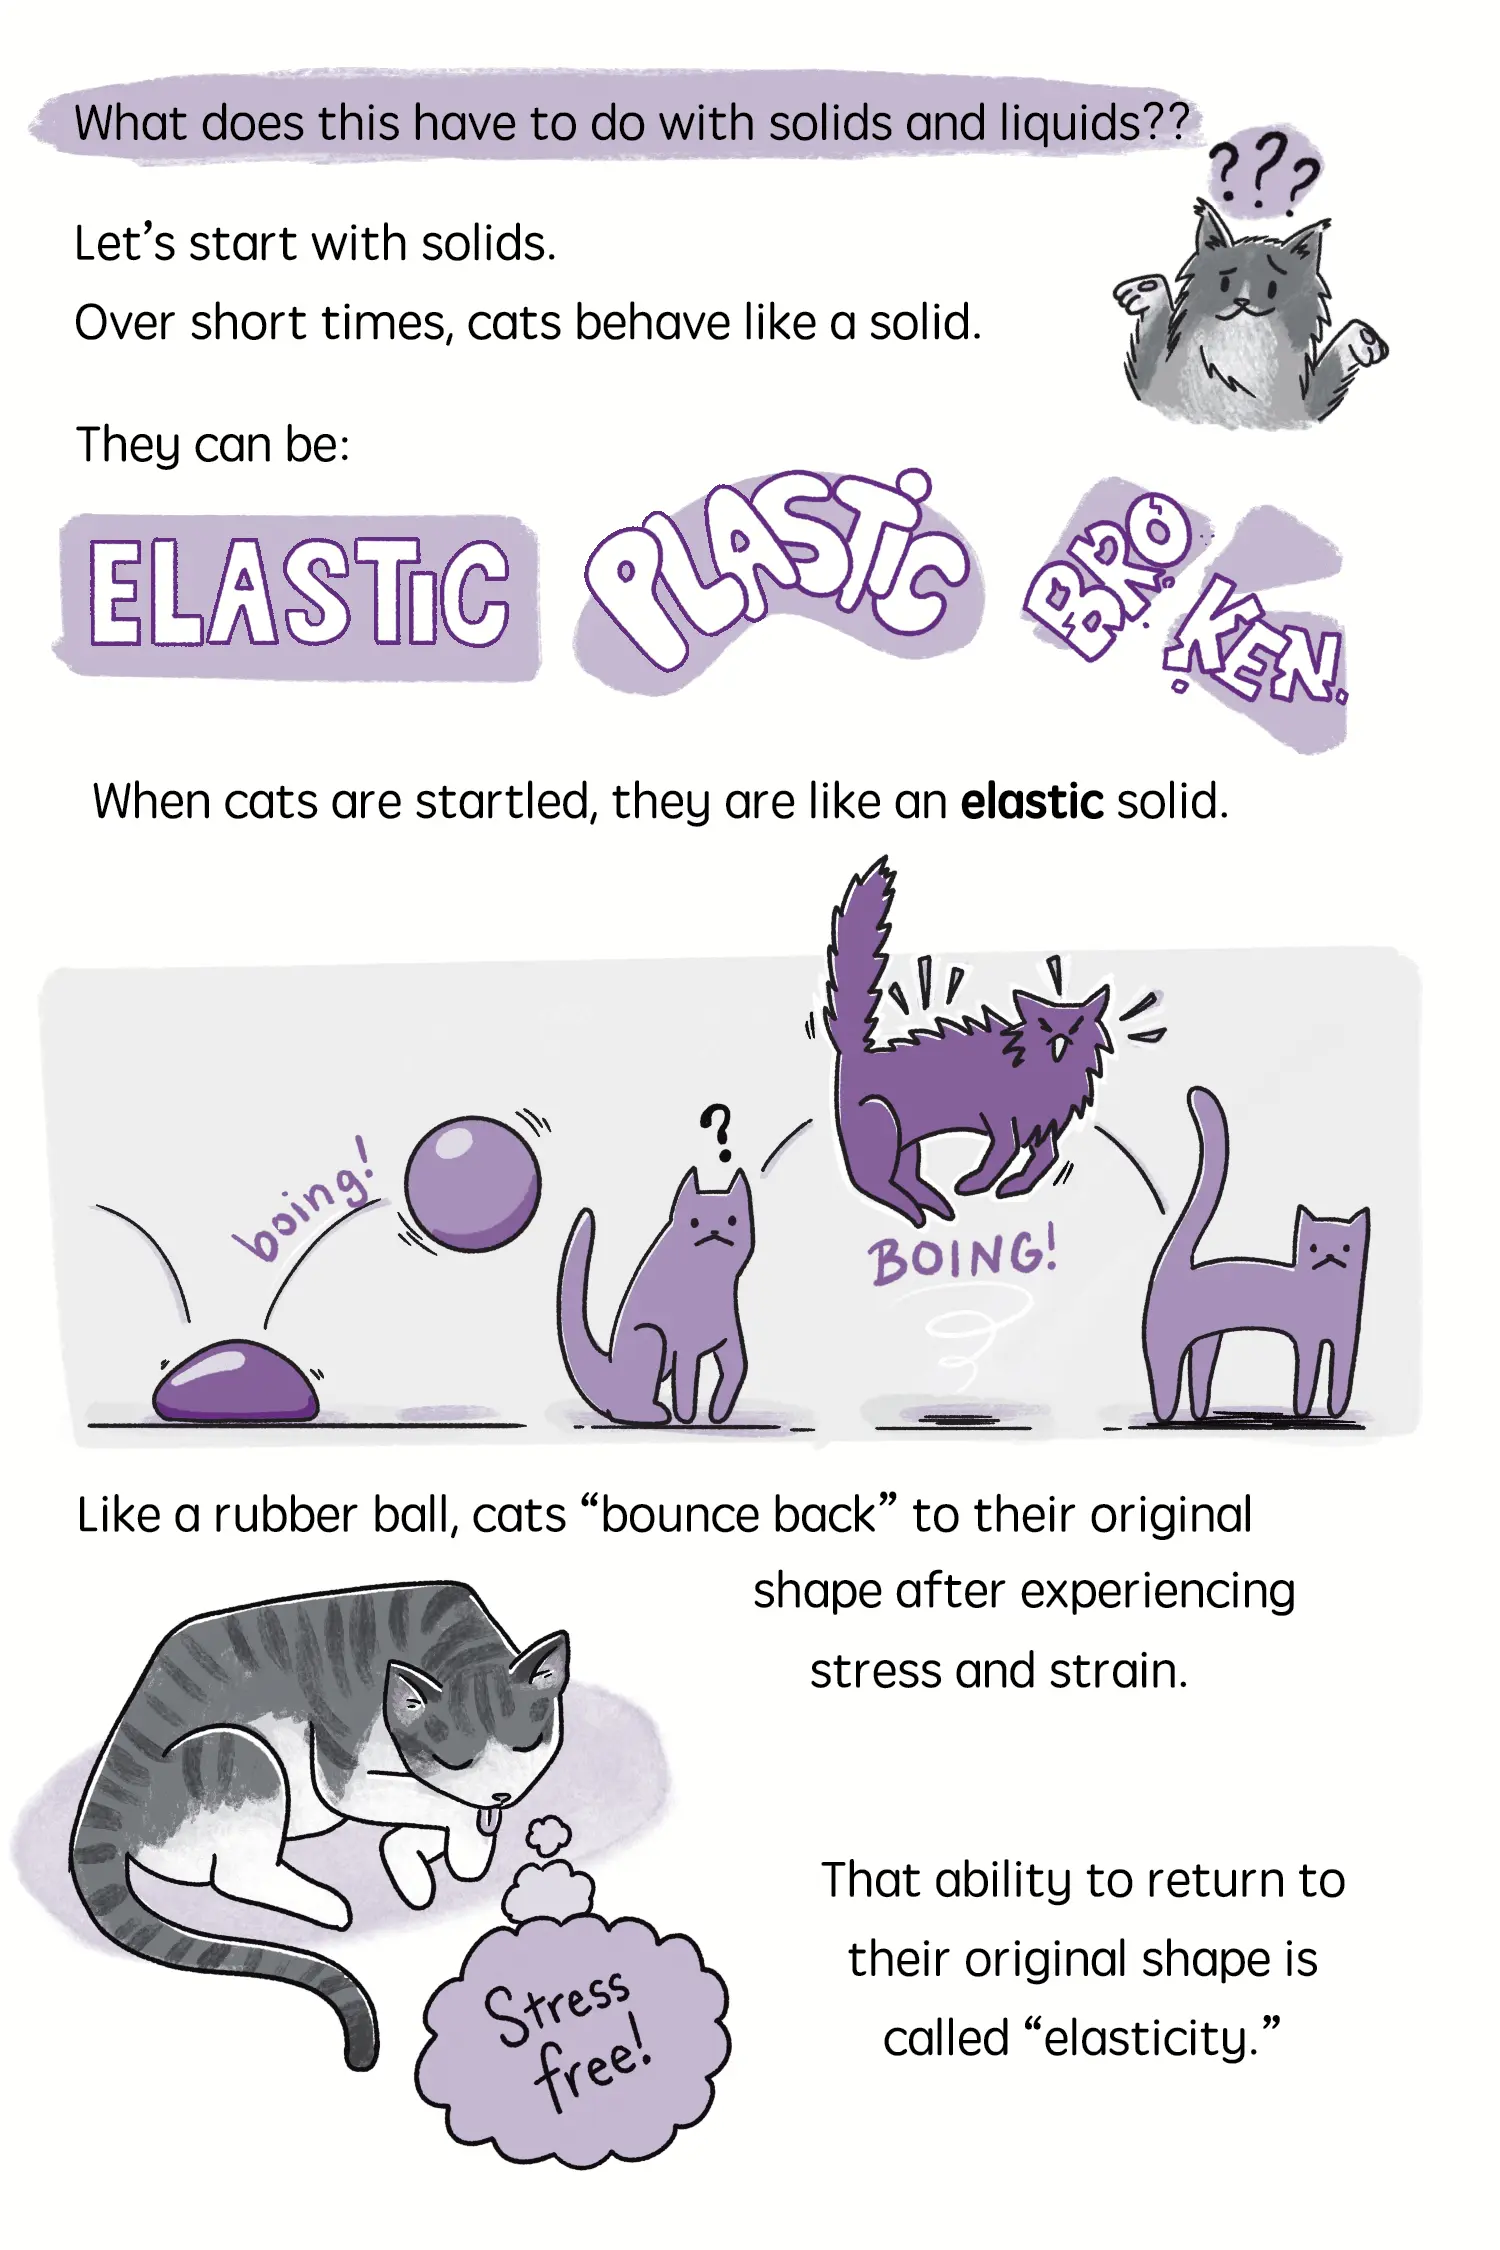 What does this have to do with solids and liquids??
???
Let’s start with solids.
Over short times, cats behave like a solid.
They can be:
ELASTiC
PLASTiC
BRO
KEN.
When cats are startled, they are like an elastic solid.
boing!
?
BOING!
Like a rubber ball, cats “bounce back” to their original
shape after experiencing
stress and strain.
That ability to return to
their original shape is
called “elasticity.”
Stress
free!